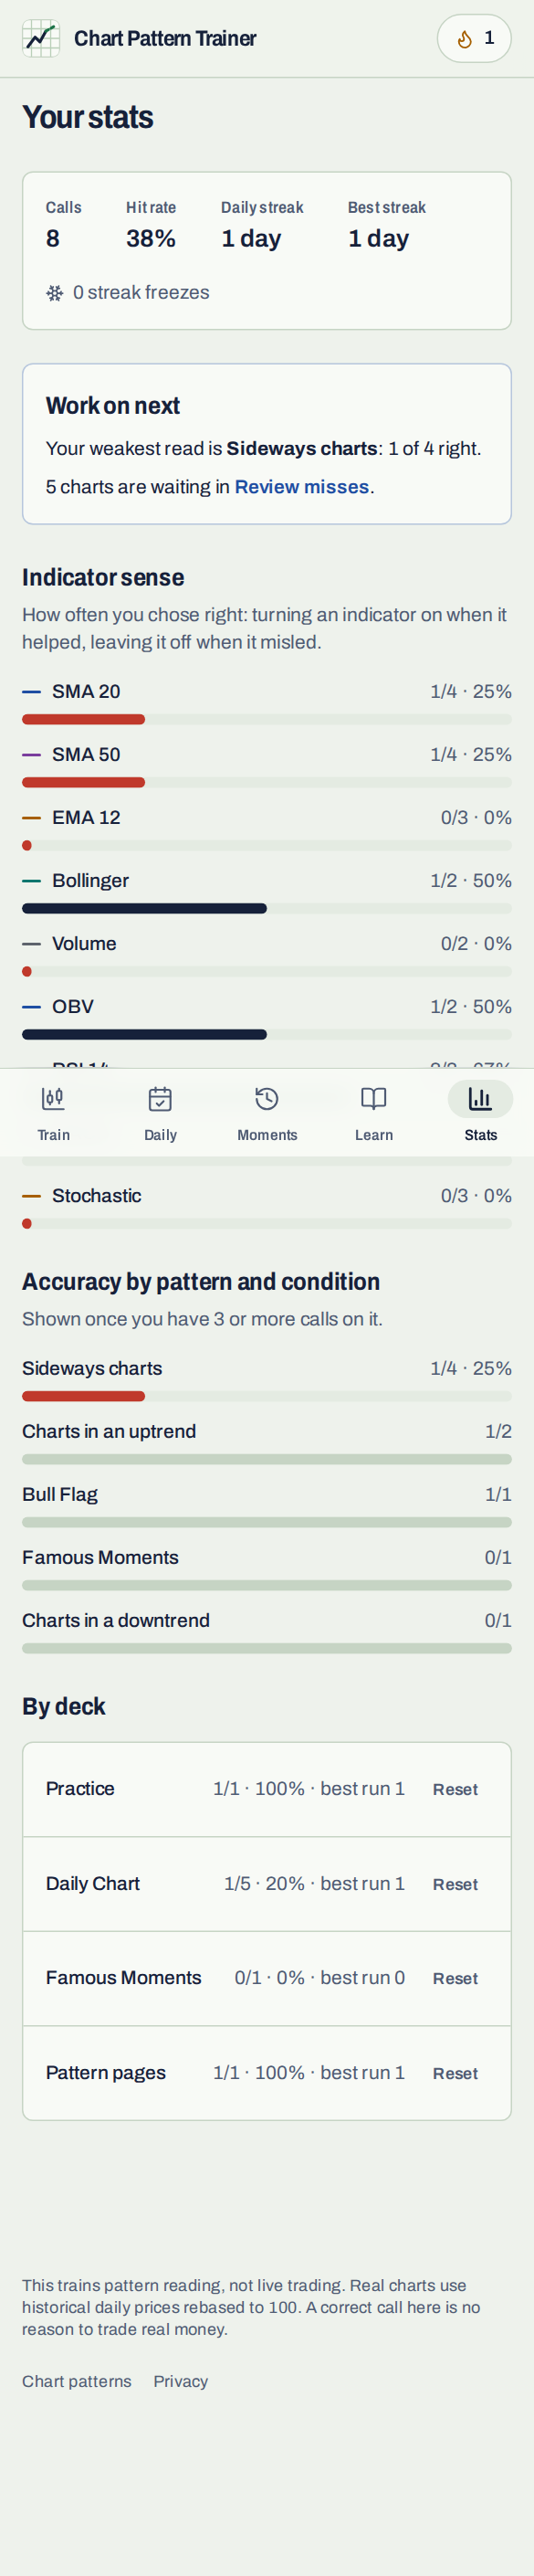 Chart Pattern Trainer
1
Your stats
Calls
8
Hit rate
38%
Daily streak
1 day
Best streak
1 day
0 streak freezes
Work on next
Your weakest read is Sideways charts: 1 of 4 right.
5 charts are waiting in Review misses.
Indicator sense
How often you chose right: turning an indicator on when it
helped, leaving it off when it misled.
SMA 20 1/4 · 25%
SMA 50 1/4 · 25%
EMA 12 0/3 · 0%
Bollinger 1/2 · 50%
Volume 0/2 · 0%
OBV 1/2 · 50%
Train
Daily
Moments
Learn
Stats
Stochastic 0/3 · 0%
Accuracy by pattern and condition
Shown once you have 3 or more calls on it.
Sideways charts 1/4 · 25%
Charts in an uptrend 1/2
Bull Flag 1/1
Famous Moments 0/1
Charts in a downtrend 0/1
By deck
Practice 1/1 · 100% · best run 1 Reset
Daily Chart 1/5 · 20% · best run 1 Reset
Famous Moments 0/1 · 0% · best run 0 Reset
Pattern pages 1/1 · 100% · best run 1 Reset
This trains pattern reading, not live trading. Real charts use
historical daily prices rebased to 100. A correct call here is no
reason to trade real money.
Chart patterns Privacy